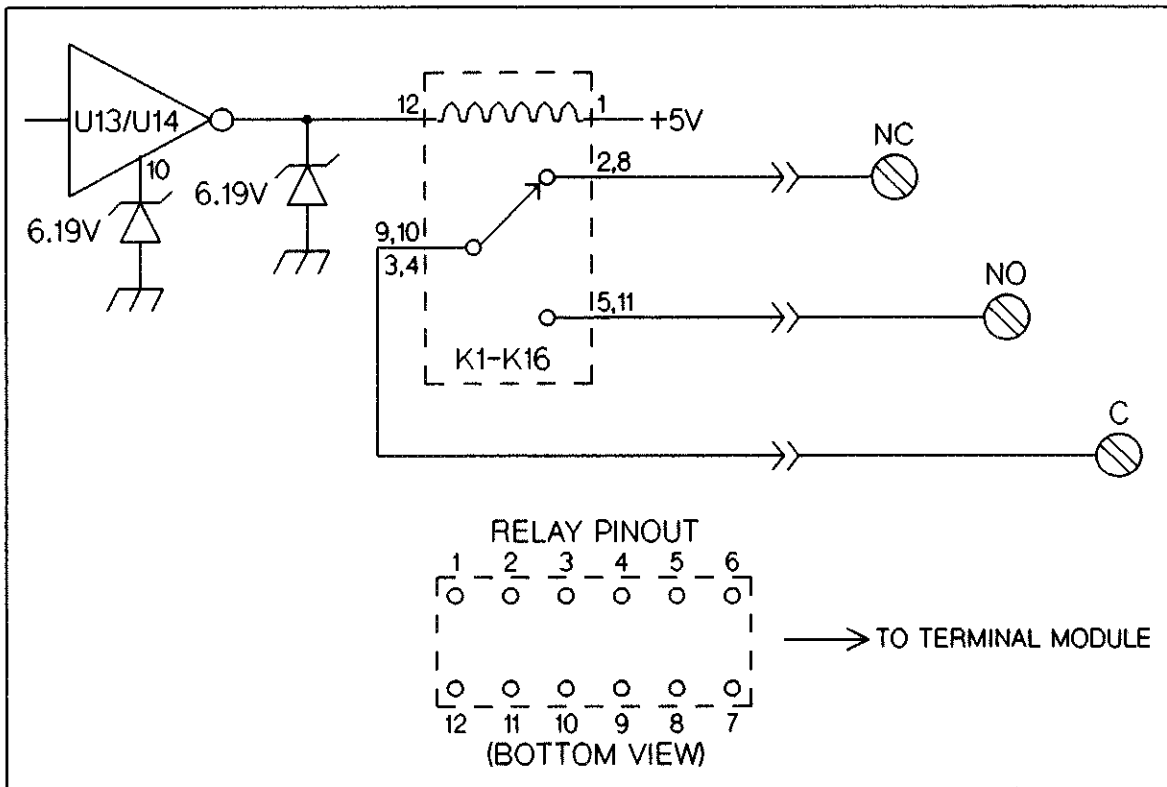 U13/U14
10
6.19V
6.19V
12
1
+5V
2,8
NC
9,10
3,4
5,11
NO
K1-K16
C
RELAY PINOUT
1 2 3 4 5 6
TO TERMINAL MODULE
12 11 10 9 8 7
(BOTTOM VIEW)